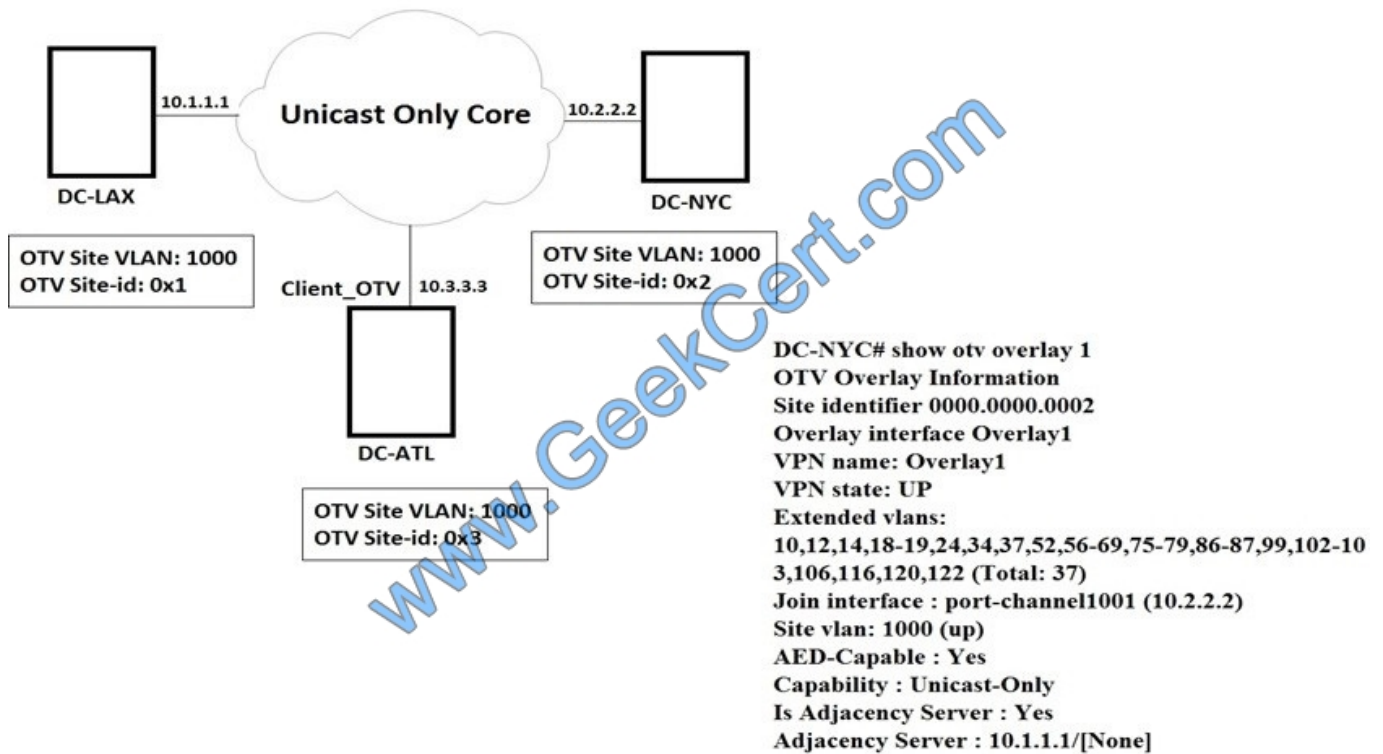 10.1.1.1
Unicast Only Core
10.2.2.2
DC-LAX
DC-NYC
OTV Site VLAN: 1000
OTV Site-id: 0x1
OTV Site VLAN: 1000
OTV Site-id: 0x2
Client_OTV
10.3.3.3
DC-ATL
OTV Site VLAN: 1000
OTV Site-id: 0x3
DC-NYC# show otv overlay 1
OTV Overlay Information
Site identifier 0000.0000.0002
Overlay interface Overlay1
VPN name: Overlay1
VPN state: UP
Extended vlans:
10,12,14,18-19,24,34,37,52,56-69,75-79,86-87,99,102-10
3,106,116,120,122 (Total: 37)
Join interface : port-channel1001 (10.2.2.2)
Site vlan: 1000 (up)
AED-Capable : Yes
Capability : Unicast-Only
Is Adjacency Server : Yes
Adjacency Server : 10.1.1.1/[None]
www.GeekCert.com